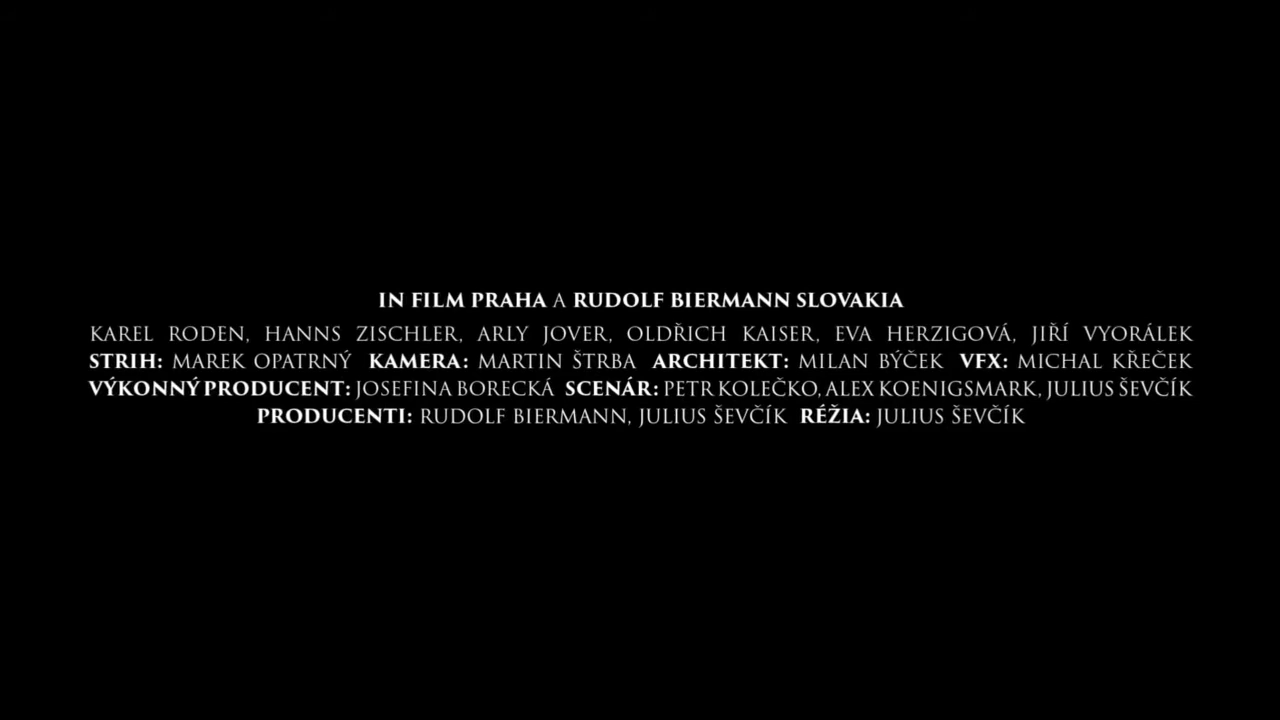 IN FILM PRAHA A RUDOLF BIERMANN SLOVAKIA
KAREL RODEN, HANNS ZISCHLER, ARLY JOVER, OLDŘICH KAISER, EVA HERZIGOVÁ, JIŘÍ VYORÁLEK
STRIH: MAREK OPATRNÝ KAMERA: MARTIN ŠTRBA ARCHITEKT: MILAN BÝČEK VFX: MICHAL KŘEČEK
VÝKONNÝ PRODUCENT: JOSEFINA BORECKÁ SCENÁR: PETR KOLEČKO, ALEX KOENIGSMARK, JULIUS ŠEVČÍK
PRODUCENTI: RUDOLF BIERMANN, JULIUS ŠEVČÍK RÉŽIA: JULIUS ŠEVČÍK